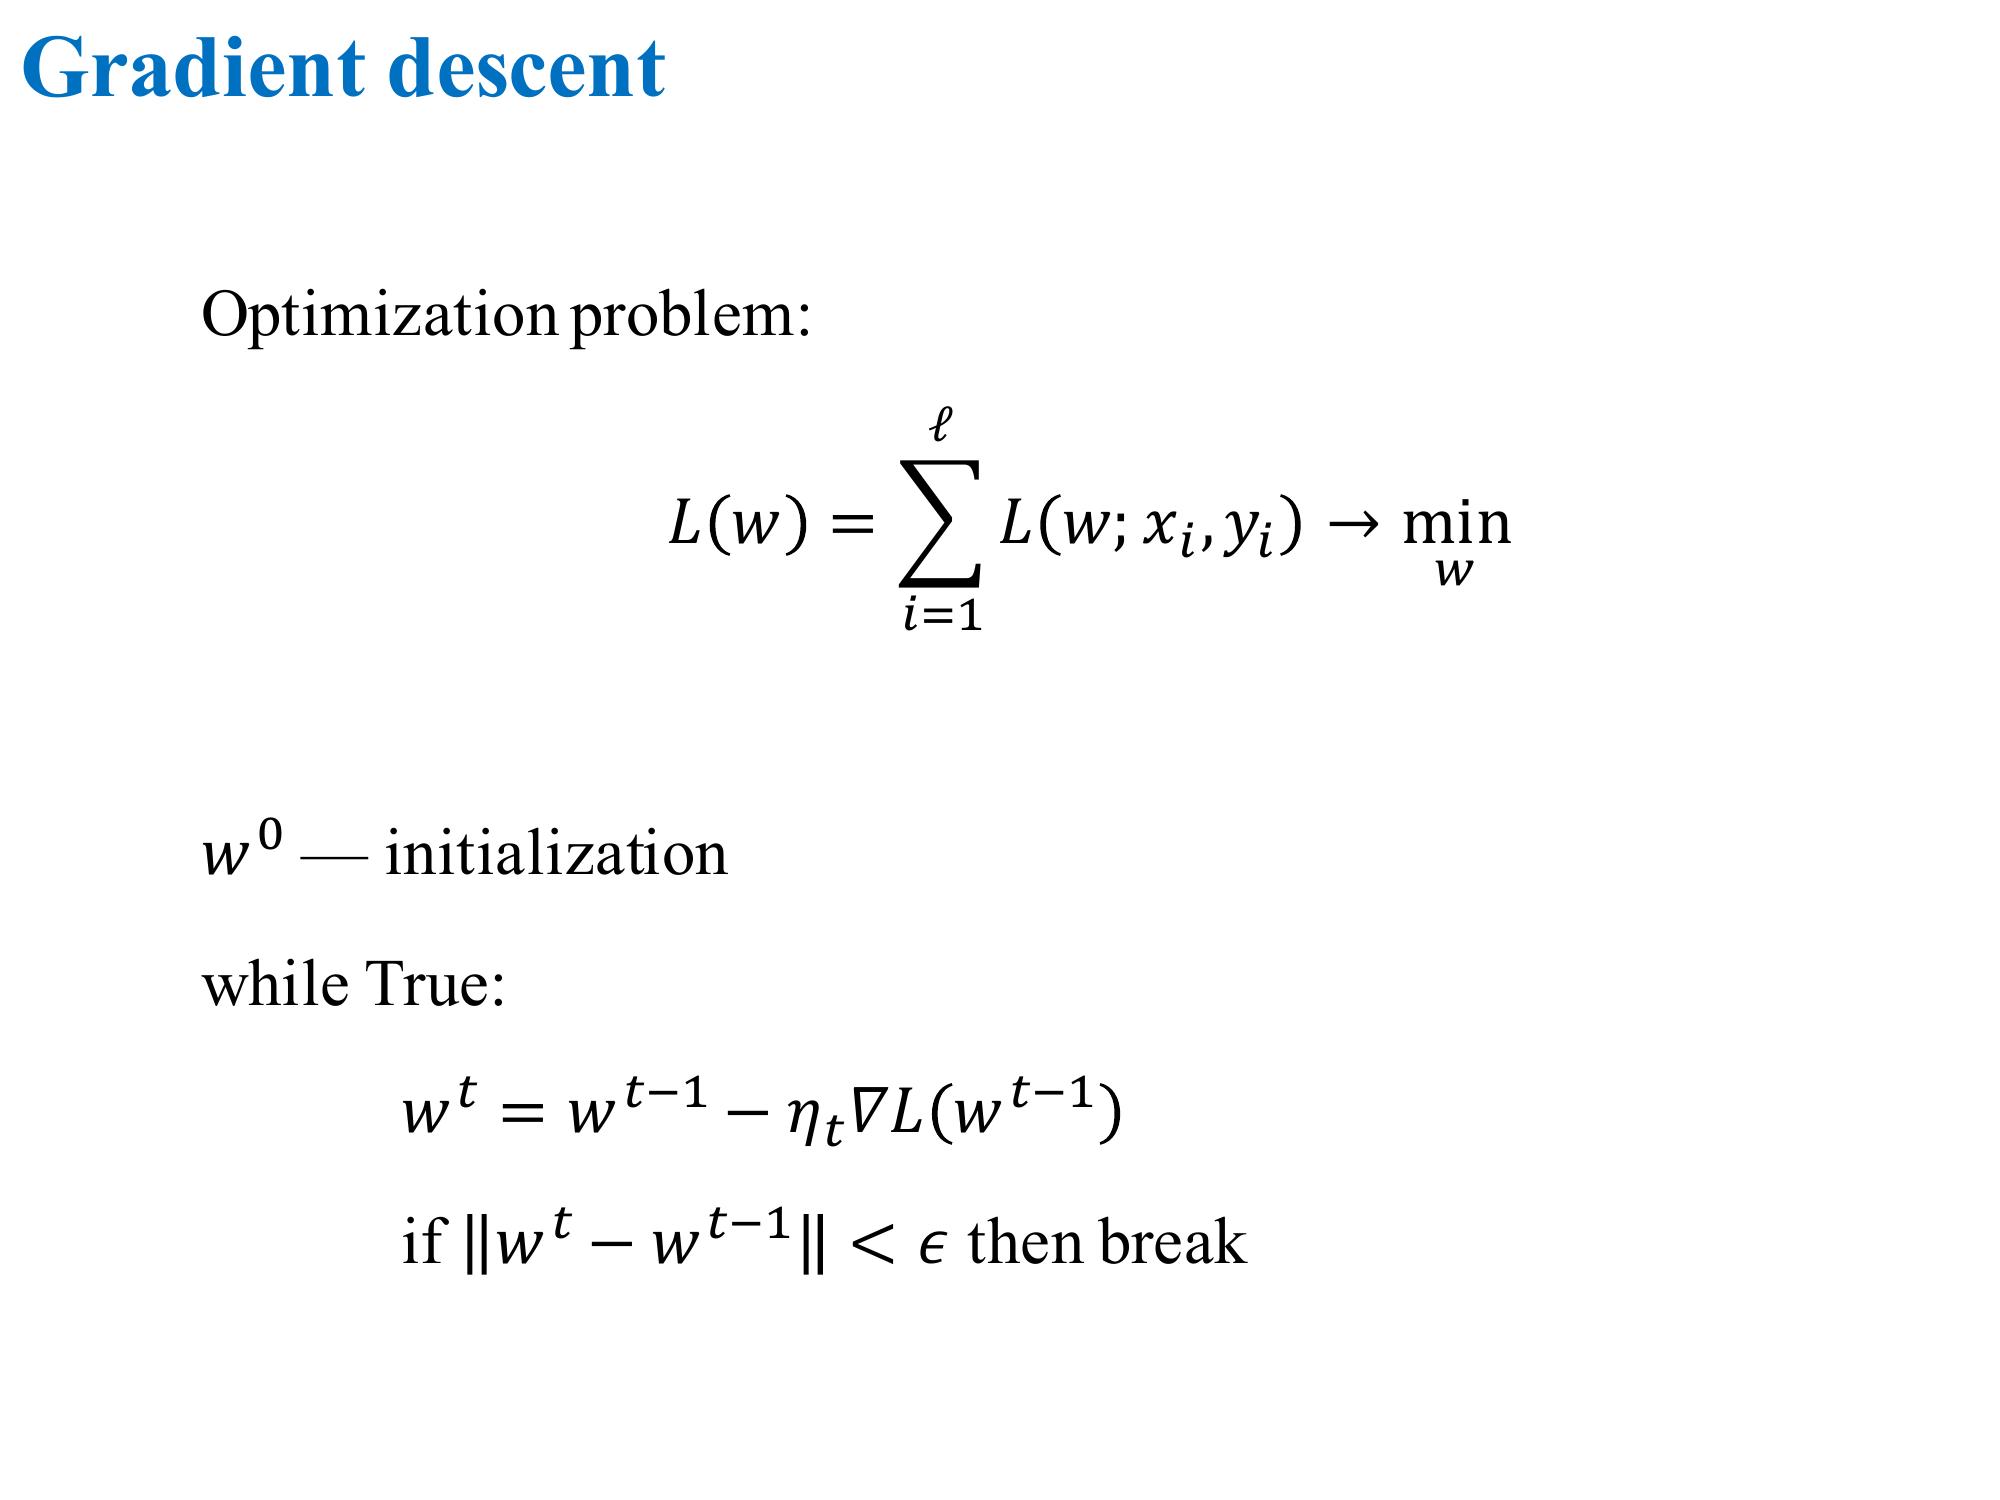 Gradient descent
Optimization problem:
$L(w) = \sum_{i=1}^{\ell} L(w; x_i, y_i) \to \min_{w}$
$w^0$ — initialization
while True:
$w^t = w^{t-1} - \eta_t \nabla L(w^{t-1})$
if $\|w^t - w^{t-1}\| < \epsilon$ then break